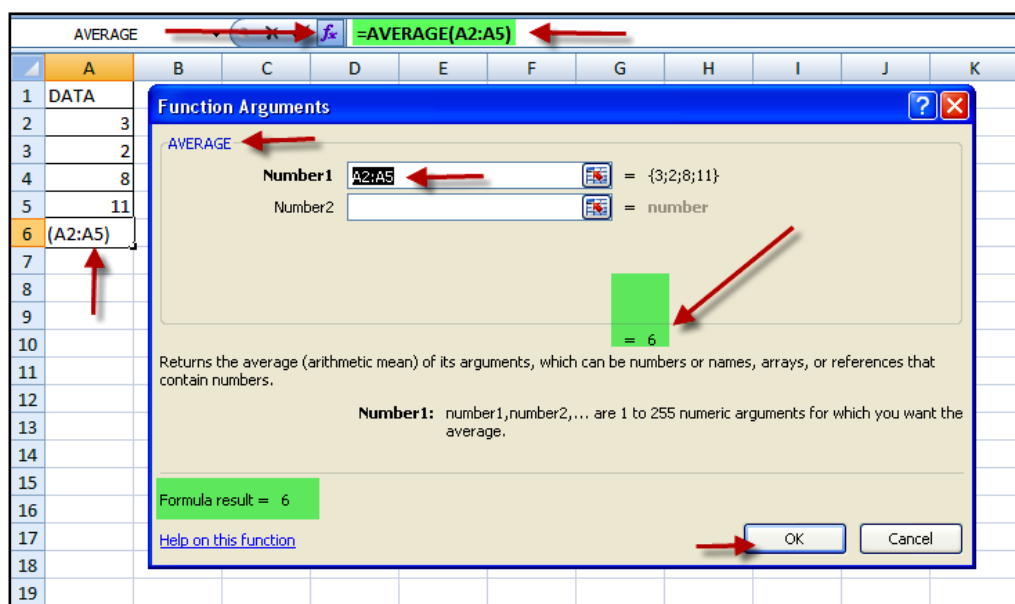 AVERAGE fx =AVERAGE(A2:A5)
A B C D E F G H I J K
1 DATA
2 3
3 2
4 8
5 11
6 (A2:A5)
7
8
9
10
11
12
13
14
15
16
17
18
19
Function Arguments ?
AVERAGE
Number1 A2:A5 = {3;2;8;11}
Number2 = number
= 6
Returns the average (arithmetic mean) of its arguments, which can be numbers or names, arrays, or references that
contain numbers.
Number1: number1,number2,... are 1 to 255 numeric arguments for which you want the
average.
Formula result = 6
Help on this function OK Cancel